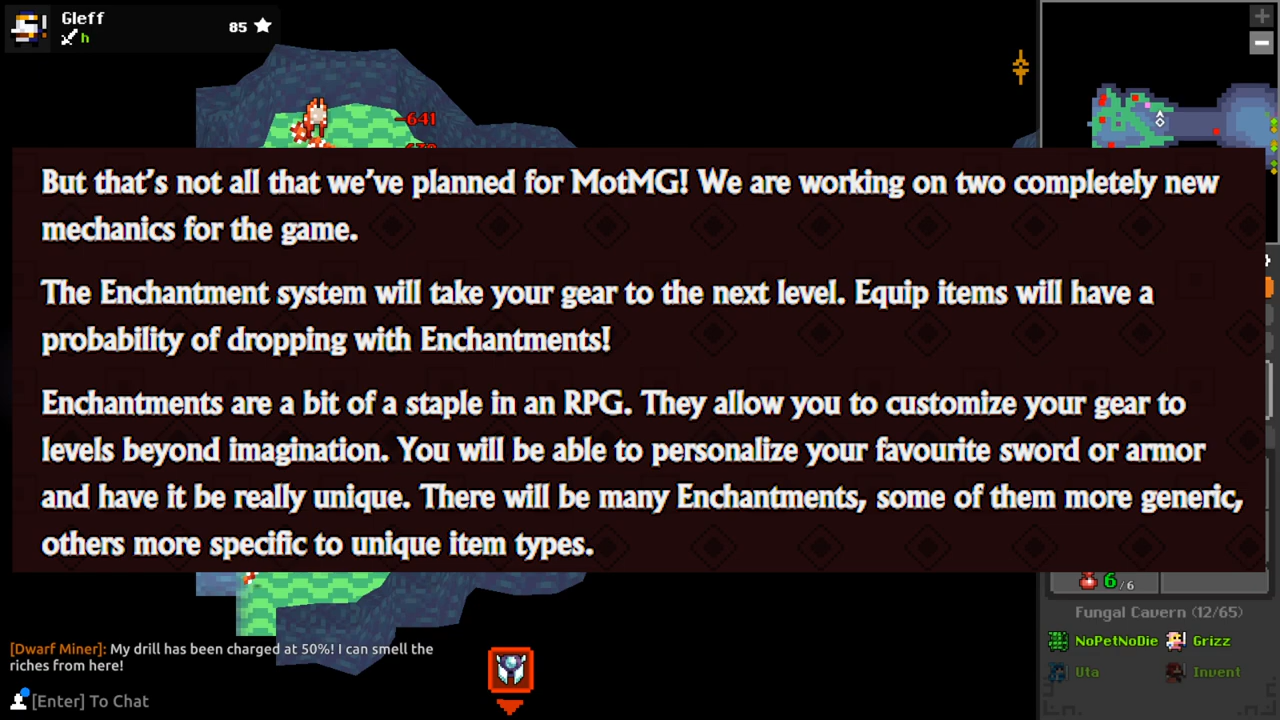 Gleff
h
85
-641
But that's not all that we've planned for MotMG! We are working on two completely new
mechanics for the game.
The Enchantment system will take your gear to the next level. Equip items will have a
probability of dropping with Enchantments!
Enchantments are a bit of a staple in an RPG. They allow you to customize your gear to
levels beyond imagination. You will be able to personalize your favourite sword or armor
and have it be really unique. There will be many Enchantments, some of them more generic,
others more specific to unique item types.
6/6
Fungal Cavern (12/65)
NoPetNoDie Grizz
Uta Invent
[Dwarf Miner]: My drill has been charged at 50%! I can smell the
riches from here!
[Enter] To Chat